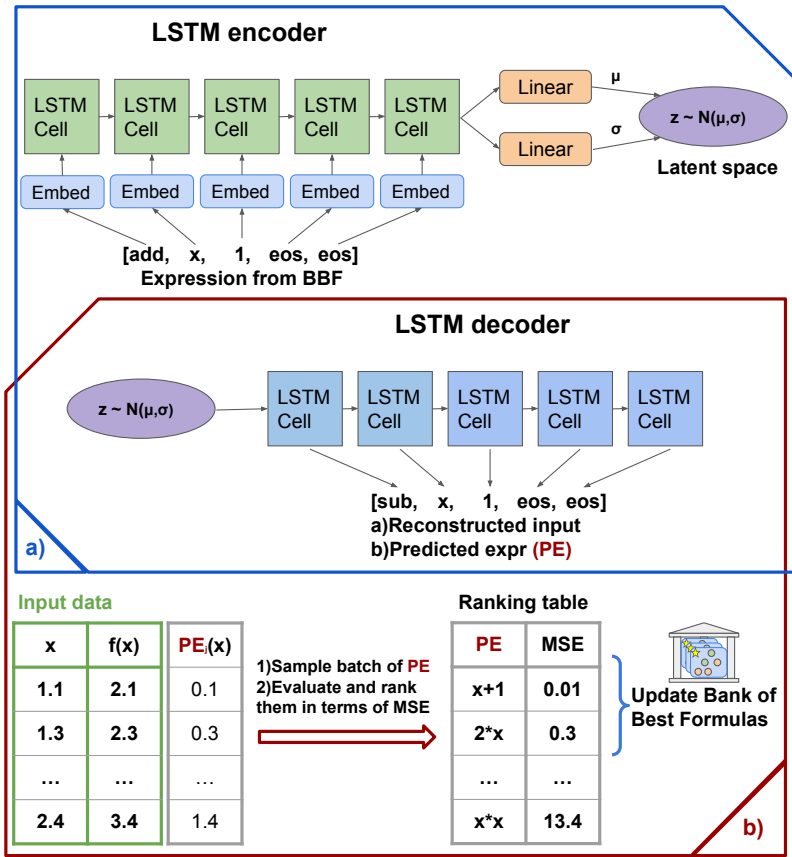 LSTM encoder
LSTM Cell
LSTM Cell
LSTM Cell
LSTM Cell
LSTM Cell
Linear
Linear
μ
σ
z ~ N(μ,σ)
Latent space
Embed
Embed
Embed
Embed
Embed
[add, x, 1, eos, eos]
Expression from BBF
LSTM decoder
z ~ N(μ,σ)
LSTM Cell
LSTM Cell
LSTM Cell
LSTM Cell
LSTM Cell
[sub, x, 1, eos, eos]
a)Reconstructed input
b)Predicted expr (PE)
a)
Input data
x f(x) PEⱼ(x)
1.1 2.1 0.1
1.3 2.3 0.3
... ... ...
2.4 3.4 1.4
1)Sample batch of PE
2)Evaluate and rank
them in terms of MSE
Ranking table
PE MSE
x+1 0.01
2*x 0.3
... ...
x*x 13.4
Update Bank of
Best Formulas
b)